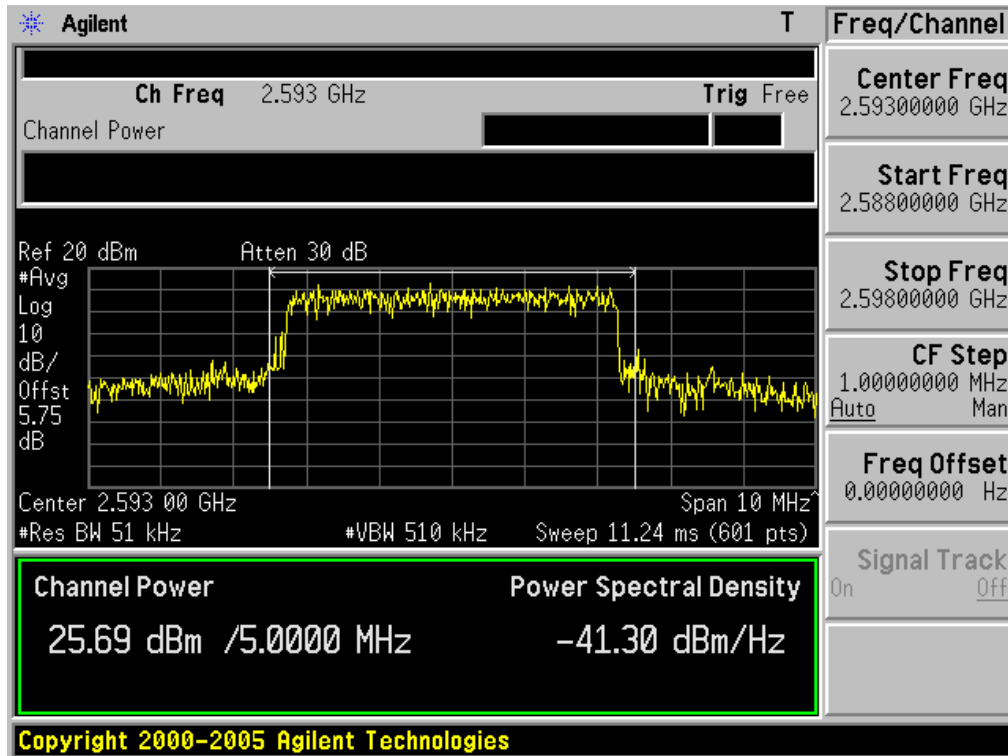 Agilent T
Ch Freq 2.593 GHz Trig Free
Channel Power
Ref 20 dBm Atten 30 dB
#Avg
Log
10
dB/
Offst
5.75
dB
Center 2.593 00 GHz Span 10 MHz^
#Res BW 51 kHz #VBW 510 kHz Sweep 11.24 ms (601 pts)
Channel Power Power Spectral Density
25.69 dBm /5.0000 MHz -41.30 dBm/Hz
Copyright 2000-2005 Agilent Technologies
Freq/Channel
Center Freq
2.59300000 GHz
Start Freq
2.58800000 GHz
Stop Freq
2.59800000 GHz
CF Step
1.00000000 MHz
Auto Man
Freq Offset
0.00000000 Hz
Signal Track
On Off